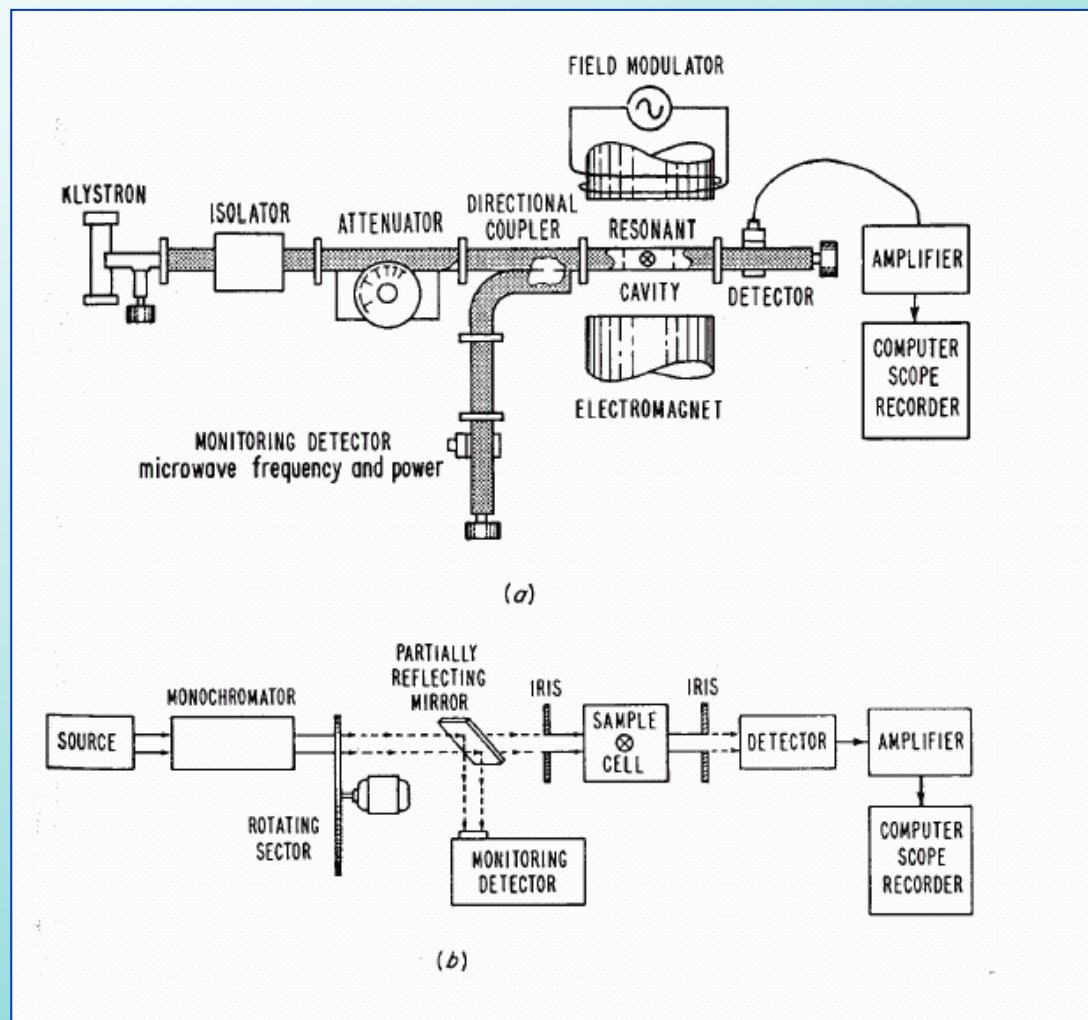 FIELD MODULATOR
KLYSTRON
ISOLATOR
ATTENUATOR
DIRECTIONAL
COUPLER
RESONANT
CAVITY
DETECTOR
AMPLIFIER
COMPUTER
SCOPE
RECORDER
ELECTROMAGNET
MONITORING DETECTOR
microwave frequency and power
(a)
SOURCE
MONOCHROMATOR
ROTATING
SECTOR
PARTIALLY
REFLECTING
MIRROR
MONITORING
DETECTOR
IRIS
SAMPLE
CELL
IRIS
DETECTOR
AMPLIFIER
COMPUTER
SCOPE
RECORDER
(b)